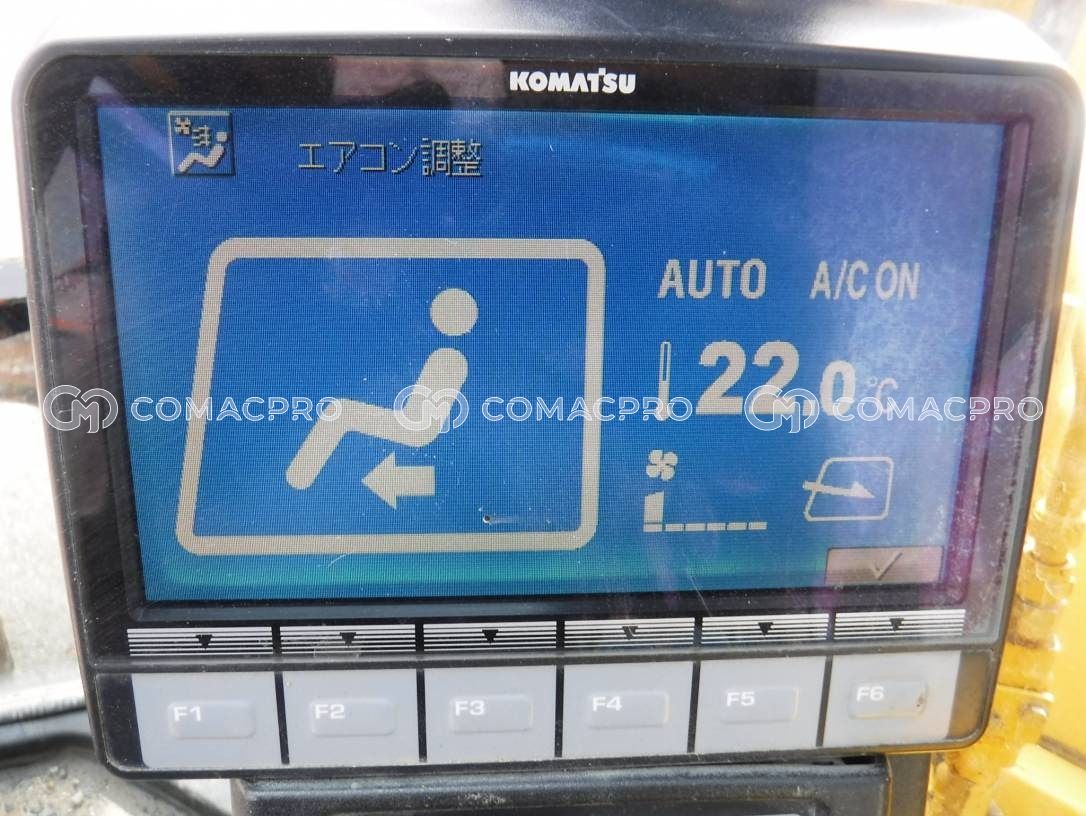 KOMATSU
エアコン調整
AUTO A/C ON
22.0℃
COMACPRO COMACPRO COMACPRO
F1 F2 F3 F4 F5 F6